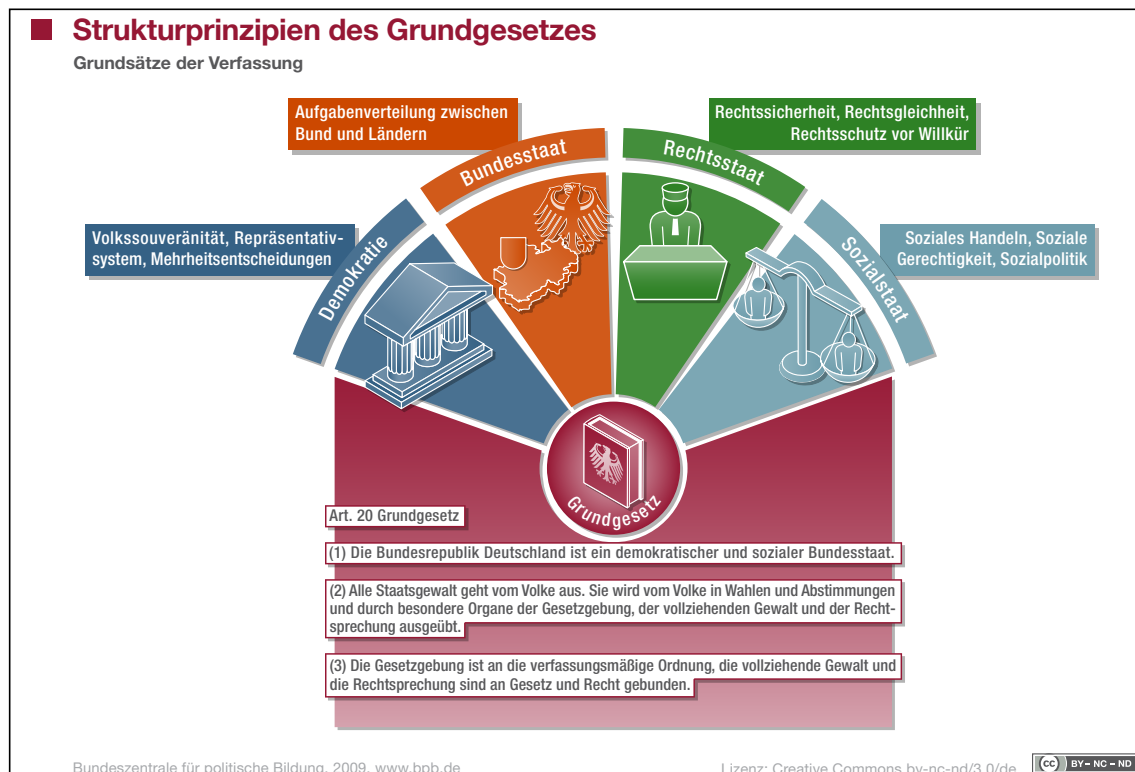 Strukturprinzipien des Grundgesetzes
Grundsätze der Verfassung
Aufgabenverteilung zwischen
Bund und Ländern
Rechtssicherheit, Rechtsgleichheit,
Rechtsschutz vor Willkür
Bundesstaat
Rechtsstaat
Volkssouveränität, Repräsentativ-
system, Mehrheitsentscheidungen
Soziales Handeln, Soziale
Gerechtigkeit, Sozialpolitik
Demokratie
Sozialstaat
Grundgesetz
Art. 20 Grundgesetz
(1) Die Bundesrepublik Deutschland ist ein demokratischer und sozialer Bundesstaat.
(2) Alle Staatsgewalt geht vom Volke aus. Sie wird vom Volke in Wahlen und Abstimmungen
und durch besondere Organe der Gesetzgebung, der vollziehenden Gewalt und der Recht-
sprechung ausgeübt.
(3) Die Gesetzgebung ist an die verfassungsmäßige Ordnung, die vollziehende Gewalt und
die Rechtsprechung sind an Gesetz und Recht gebunden.
Bundeszentrale für politische Bildung, 2009, www.bpb.de
Lizenz: Creative Commons by-nc-nd/3.0/de
cc BY - NC - ND